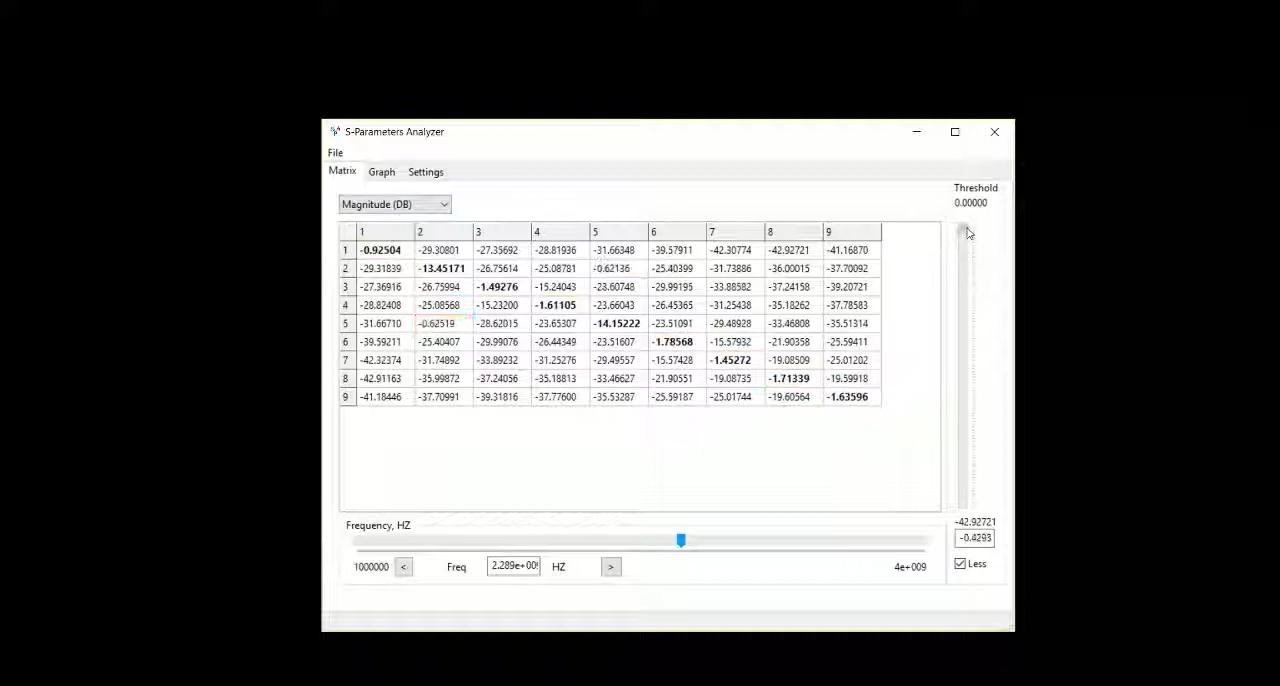 S-Parameters Analyzer
File
Matrix Graph Settings
Threshold
0.00000
Magnitude (DB)
1 2 3 4 5 6 7 8 9
1 -0.92504 -29.30801 -27.35692 -28.81936 -31.66348 -39.57911 -42.30774 -42.92721 -41.16870
2 -29.31839 -13.45171 -26.75614 -25.08781 -0.62136 -25.40399 -31.73886 -36.00015 -37.70092
3 -27.36916 -26.75994 -1.49276 -15.24043 -23.60748 -29.99195 -33.88582 -37.24158 -39.20721
4 -28.82408 -25.08568 -15.23200 -1.61105 -23.66043 -26.45365 -31.25438 -35.18262 -37.78583
5 -31.66710 -0.62519 -28.62015 -23.65307 -14.15222 -23.51091 -29.48928 -33.46808 -35.51314
6 -39.59211 -25.40407 -29.99076 -26.44349 -23.51607 -1.78568 -15.57932 -21.90358 -25.59411
7 -42.32374 -31.74892 -33.89232 -31.25276 -29.49557 -15.57428 -1.45272 -19.08509 -25.01202
8 -42.91163 -35.99872 -37.24056 -35.18813 -33.46627 -21.90551 -19.08735 -1.71339 -19.59918
9 -41.18446 -37.70991 -39.31816 -37.77600 -35.53287 -25.59187 -25.01744 -19.60564 -1.63596
Frequency, HZ
-42.92721
-0.4293
1000000 < Freq 2.289e+00 HZ > 4e+009
Less